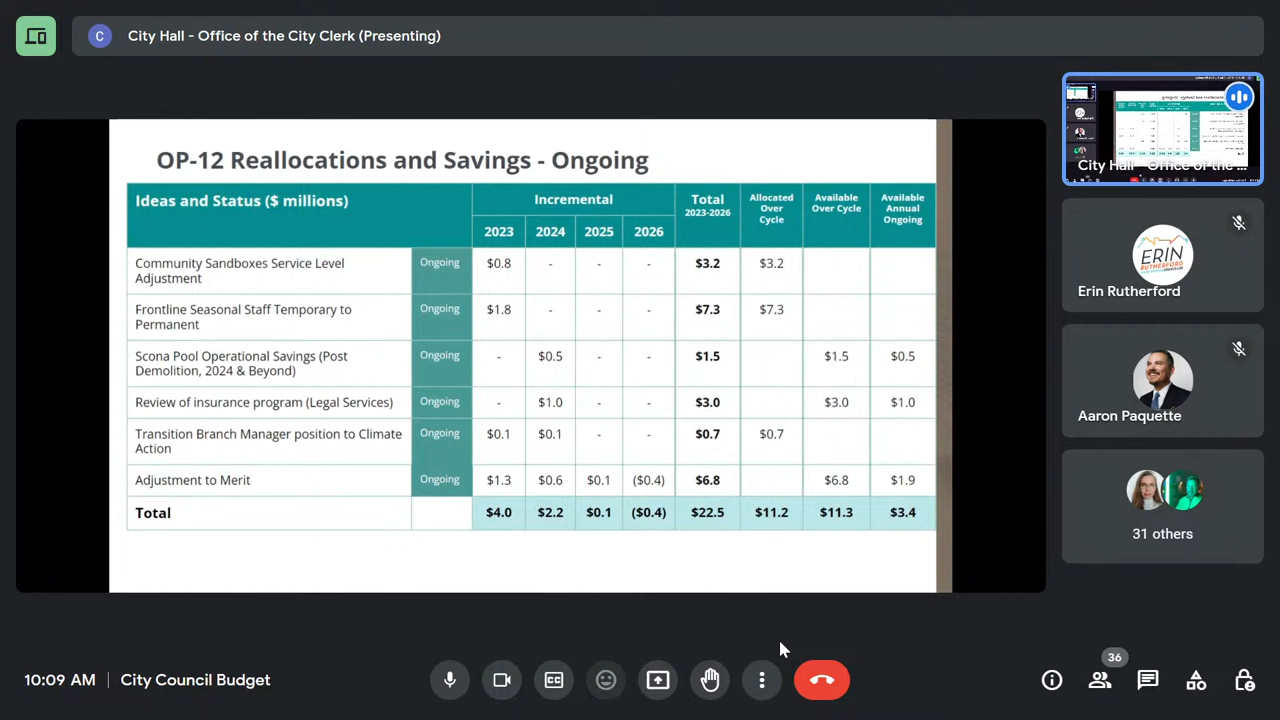 C
City Hall - Office of the City Clerk (Presenting)
OP-12 Reallocations and Savings - Ongoing
Ideas and Status ($ millions)
Incremental
2023 2024 2025 2026
Total
2023-2026
Allocated
Over
Cycle
Available
Over Cycle
Available
Annual
Ongoing
Community Sandboxes Service Level
Adjustment
Ongoing $0.8 - - - $3.2 $3.2
Frontline Seasonal Staff Temporary to
Permanent
Ongoing $1.8 - - - $7.3 $7.3
Scona Pool Operational Savings (Post
Demolition, 2024 & Beyond)
Ongoing - $0.5 - - $1.5 $1.5 $0.5
Review of insurance program (Legal Services) Ongoing - $1.0 - - $3.0 $3.0 $1.0
Transition Branch Manager position to Climate
Action
Ongoing $0.1 $0.1 - - $0.7 $0.7
Adjustment to Merit Ongoing $1.3 $0.6 $0.1 ($0.4) $6.8 $6.8 $1.9
Total $4.0 $2.2 $0.1 ($0.4) $22.5 $11.2 $11.3 $3.4
City Hall - Office of the ...
ERIN
RUTHERFORD
Erin Rutherford
Aaron Paquette
31 others
10:09 AM | City Council Budget
CC
36